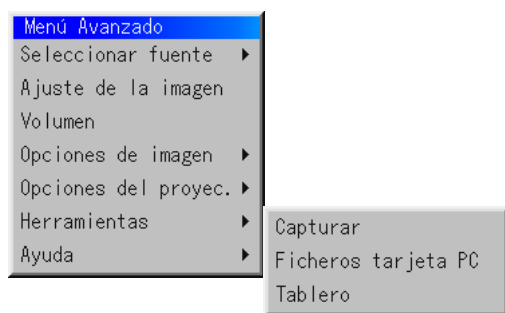 Menú Avanzado
Seleccionar fuente
Ajuste de la imagen
Volumen
Opciones de imagen
Opciones del proyec.
Herramientas
Ayuda
Capturar
Ficheros tarjeta PC
Tablero